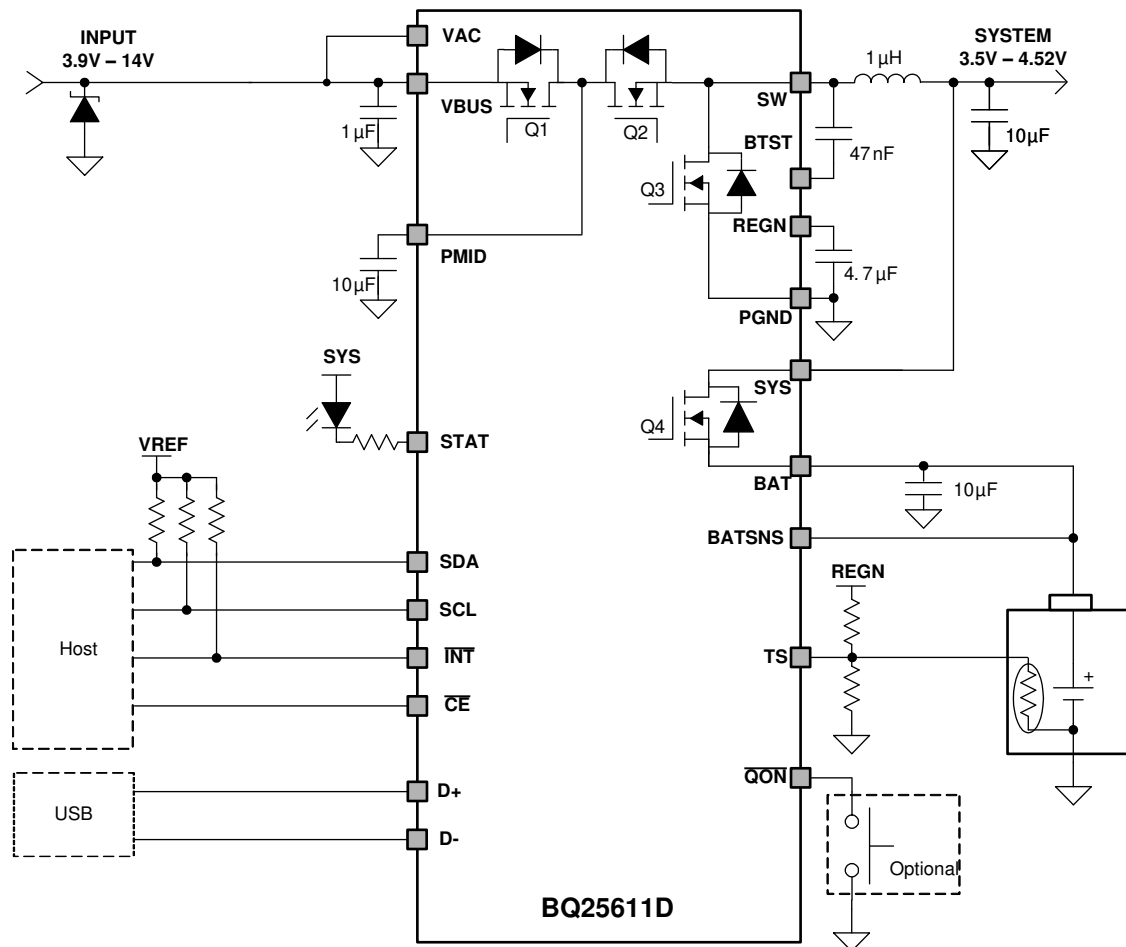 INPUT
3.9V – 14V
VAC
VBUS
1µF
Q1
Q2
SW
1µH
SYSTEM
3.5V – 4.52V
10µF
BTST
47nF
Q3
REGN
4.7µF
PGND
PMID
10µF
SYS
STAT
SYS
Q4
BAT
10µF
BATSNS
VREF
SDA
SCL
INT
CE
Host
REGN
TS
+
QON
Optional
USB
D+
D-
BQ25611D